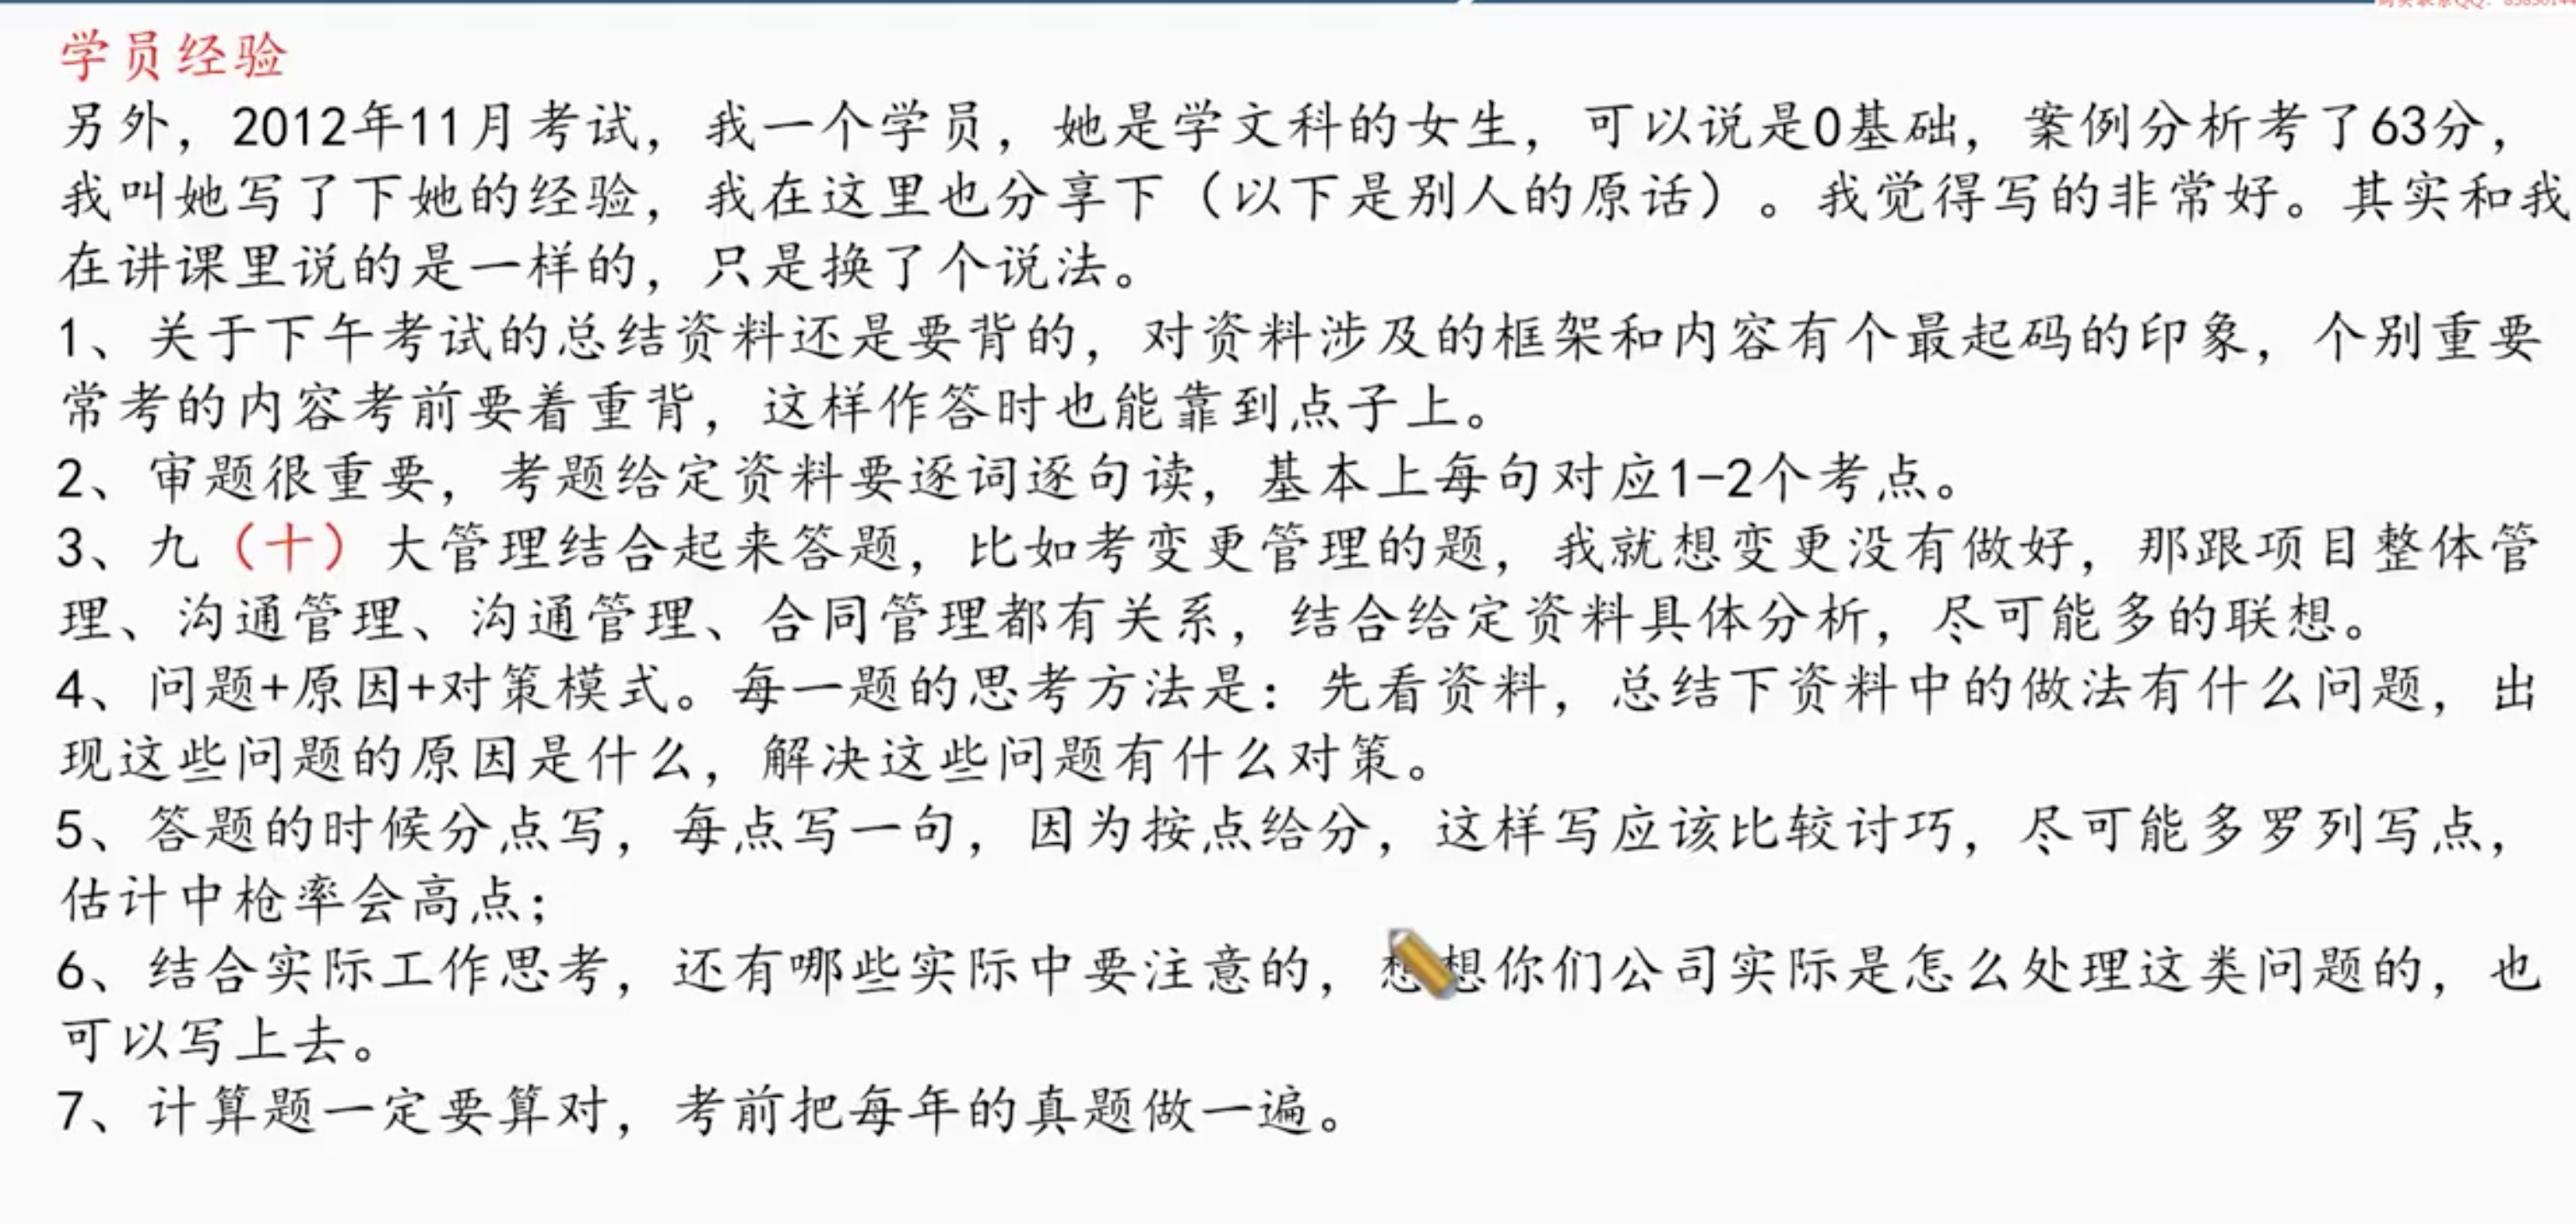 学员经验
另外，2012年11月考试，我一个学员，她是学文科的女生，可以说是0基础，案例分析考了63分，
我叫她写了下她的经验，我在这里也分享下（以下是别人的原话）。我觉得写的非常好。其实和我
在讲课里说的是一样的，只是换了个说法。
1、关于下午考试的总结资料还是要背的，对资料涉及的框架和内容有个最起码的印象，个别重要
常考的内容考前要着重背，这样作答时也能靠到点子上。
2、审题很重要，考题给定资料要逐词逐句读，基本上每句对应1-2个考点。
3、九（十）大管理结合起来答题，比如考变更管理的题，我就想变更没有做好，那跟项目整体管
理、沟通管理、沟通管理、合同管理都有关系，结合给定资料具体分析，尽可能多的联想。
4、问题+原因+对策模式。每一题的思考方法是：先看资料，总结下资料中的做法有什么问题，出
现这些问题的原因是什么，解决这些问题有什么对策。
5、答题的时候分点写，每点写一句，因为按点给分，这样写应该比较讨巧，尽可能多罗列写点，
估计中枪率会高点；
6、结合实际工作思考，还有哪些实际中要注意的，想想你们公司实际是怎么处理这类问题的，也
可以写上去。
7、计算题一定要算对，考前把每年的真题做一遍。